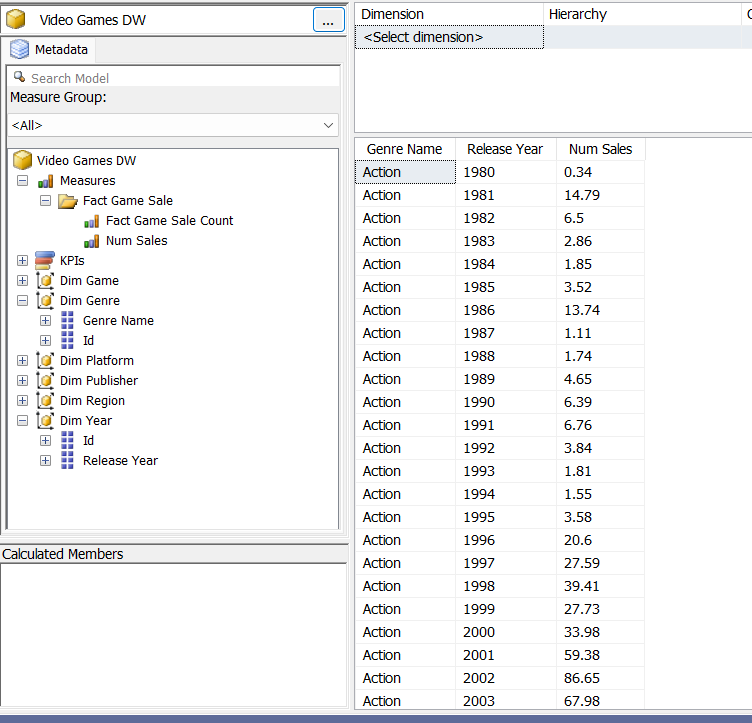 Video Games DW
...
Metadata
Search Model
Measure Group:
<All>
Video Games DW
Measures
Fact Game Sale
Fact Game Sale Count
Num Sales
KPIs
Dim Game
Dim Genre
Genre Name
Id
Dim Platform
Dim Publisher
Dim Region
Dim Year
Id
Release Year
Calculated Members
Dimension Hierarchy
<Select dimension>
Genre Name Release Year Num Sales
Action 1980 0.34
Action 1981 14.79
Action 1982 6.5
Action 1983 2.86
Action 1984 1.85
Action 1985 3.52
Action 1986 13.74
Action 1987 1.11
Action 1988 1.74
Action 1989 4.65
Action 1990 6.39
Action 1991 6.76
Action 1992 3.84
Action 1993 1.81
Action 1994 1.55
Action 1995 3.58
Action 1996 20.6
Action 1997 27.59
Action 1998 39.41
Action 1999 27.73
Action 2000 33.98
Action 2001 59.38
Action 2002 86.65
Action 2003 67.98